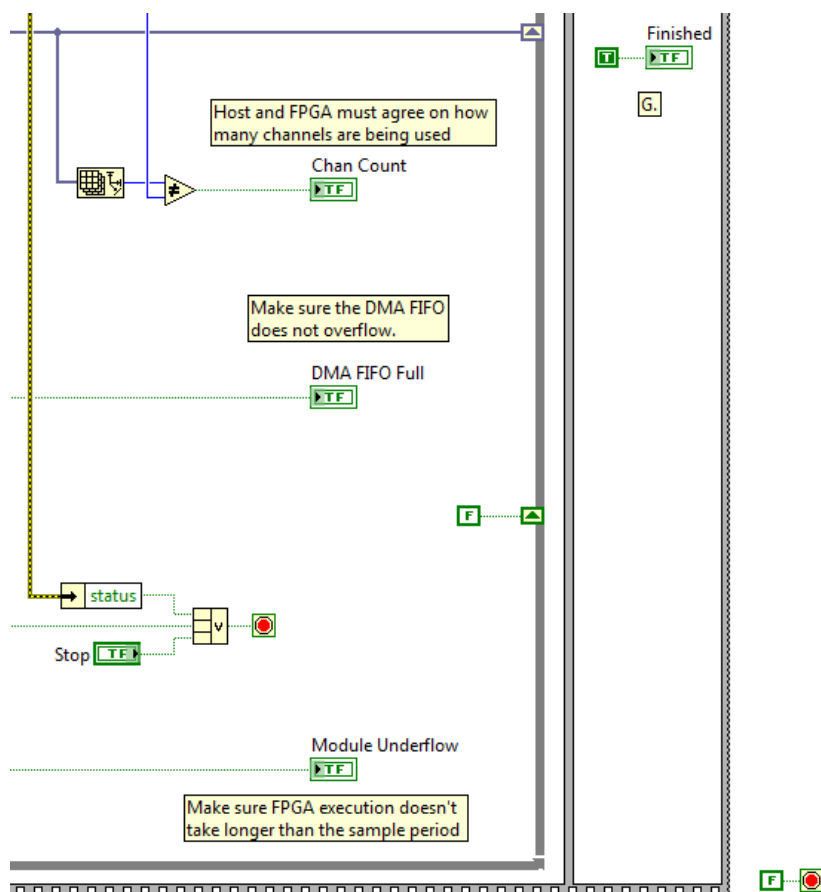 Finished
T
TF
G.
Host and FPGA must agree on how
many channels are being used
Chan Count
≠
TF
Make sure the DMA FIFO
does not overflow.
DMA FIFO Full
TF
F
status
v
Stop
TF
Module Underflow
TF
Make sure FPGA execution doesn't
take longer than the sample period
F